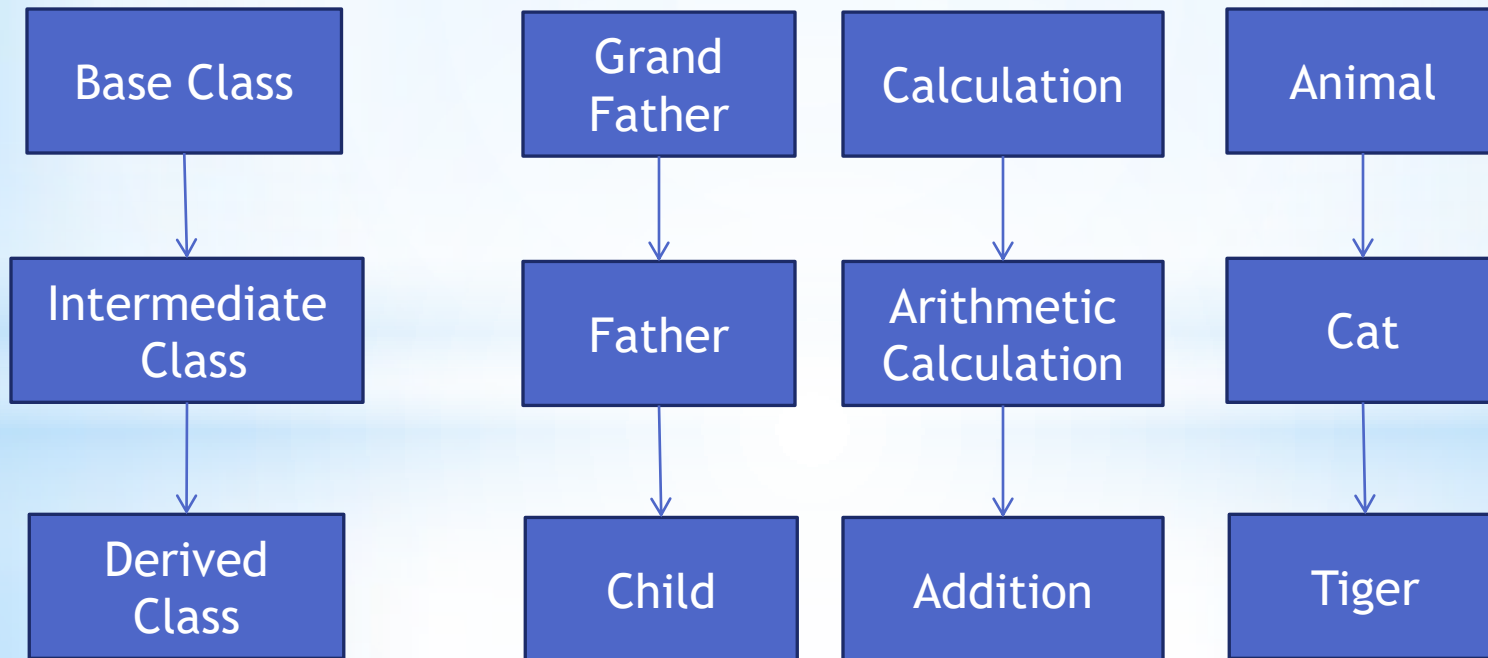 Base Class
Grand
Father
Calculation
Animal
Intermediate
Class
Father
Arithmetic
Calculation
Cat
Derived
Class
Child
Addition
Tiger